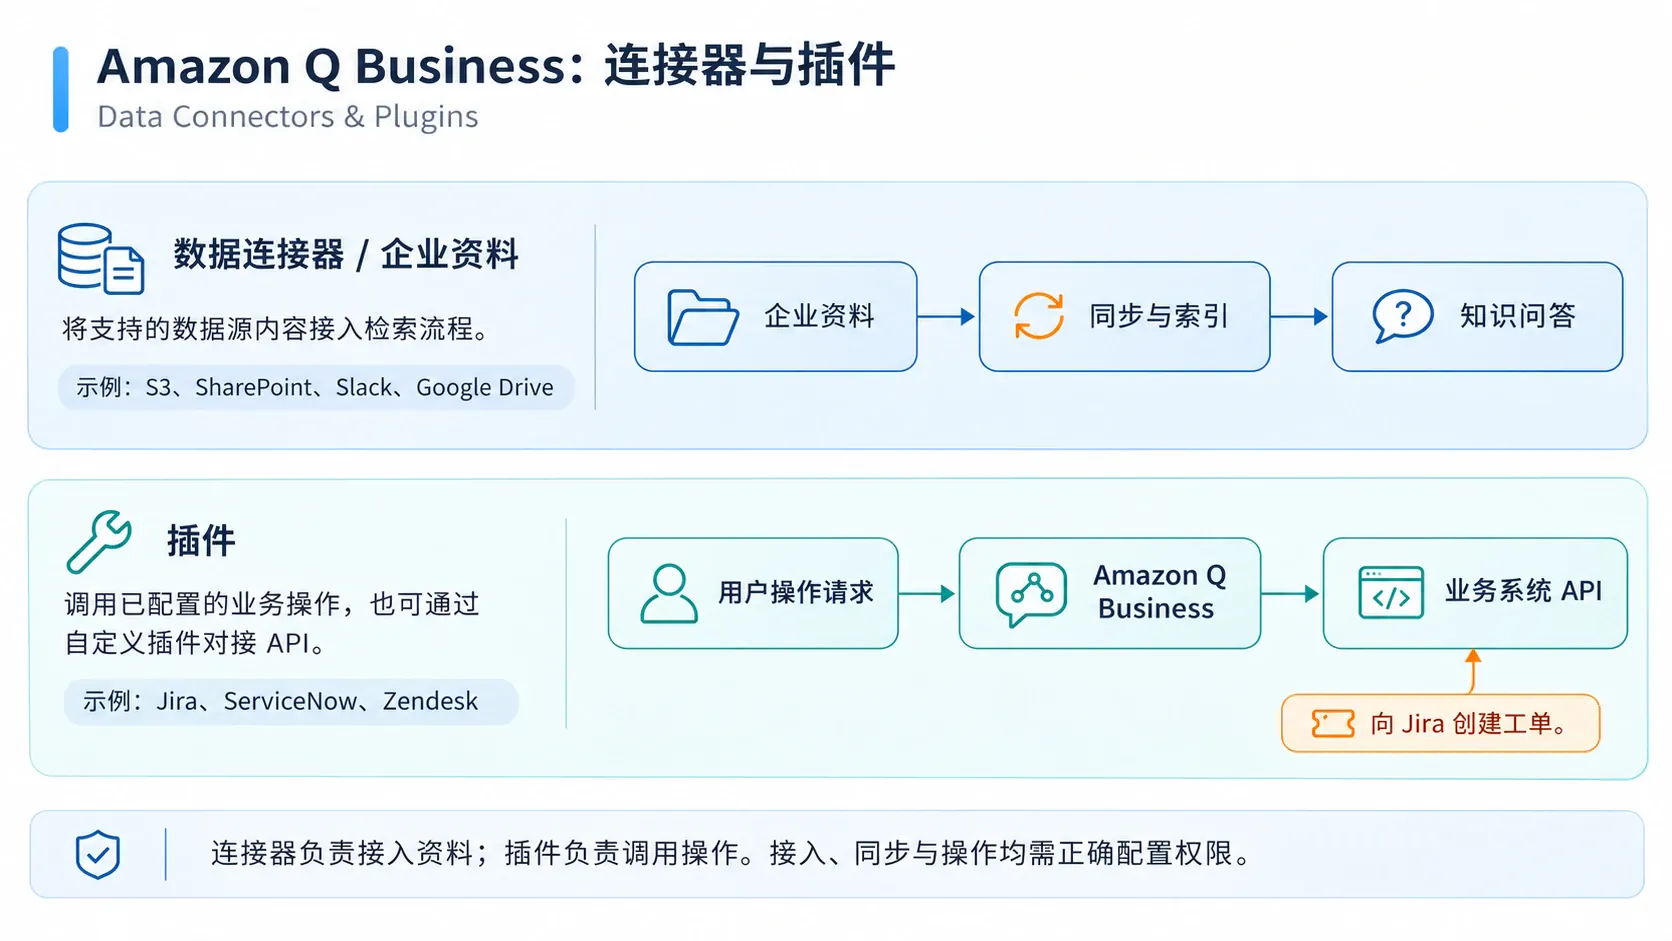 Amazon Q Business：连接器与插件
Data Connectors & Plugins
数据连接器 / 企业资料
将支持的数据源内容接入检索流程。
示例：S3、SharePoint、Slack、Google Drive
企业资料
同步与索引
知识问答
插件
调用已配置的业务操作，也可通过
自定义插件对接 API。
示例：Jira、ServiceNow、Zendesk
用户操作请求
Amazon Q
Business
业务系统 API
向 Jira 创建工单。
连接器负责接入资料；插件负责调用操作。接入、同步与操作均需正确配置权限。